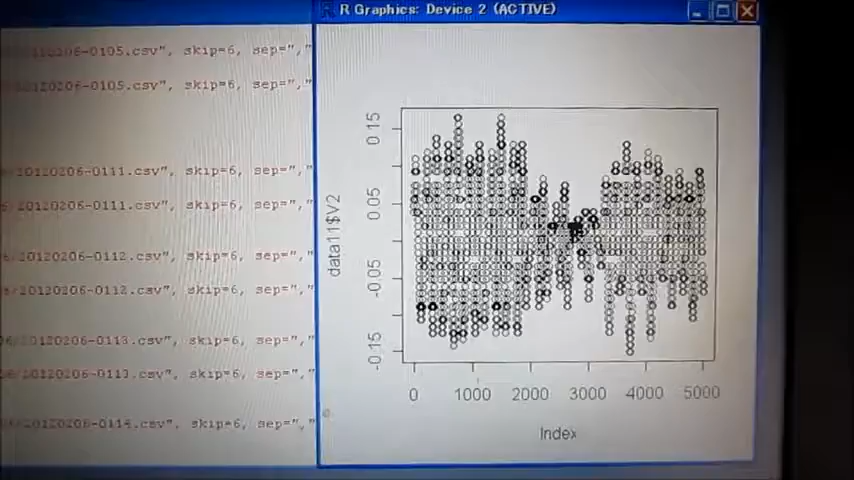 R Graphics: Device 2 (ACTIVE)
20206-0105.csv", skip=6, sep=","
20120206-0105.csv", skip=6, sep=","
/20120206-0111.csv", skip=6, sep=","
/20120206-0111.csv", skip=6, sep=","
/20120206-0112.csv", skip=6, sep=","
/20120206-0112.csv", skip=6, sep=","
/20120206-0113.csv", skip=6, sep=","
/20120206-0113.csv", skip=6, sep=","
/20120206-0114.csv", skip=6, sep=","
0.15
0.05
-0.05
-0.15
data11$V2
0 1000 2000 3000 4000 5000
Index